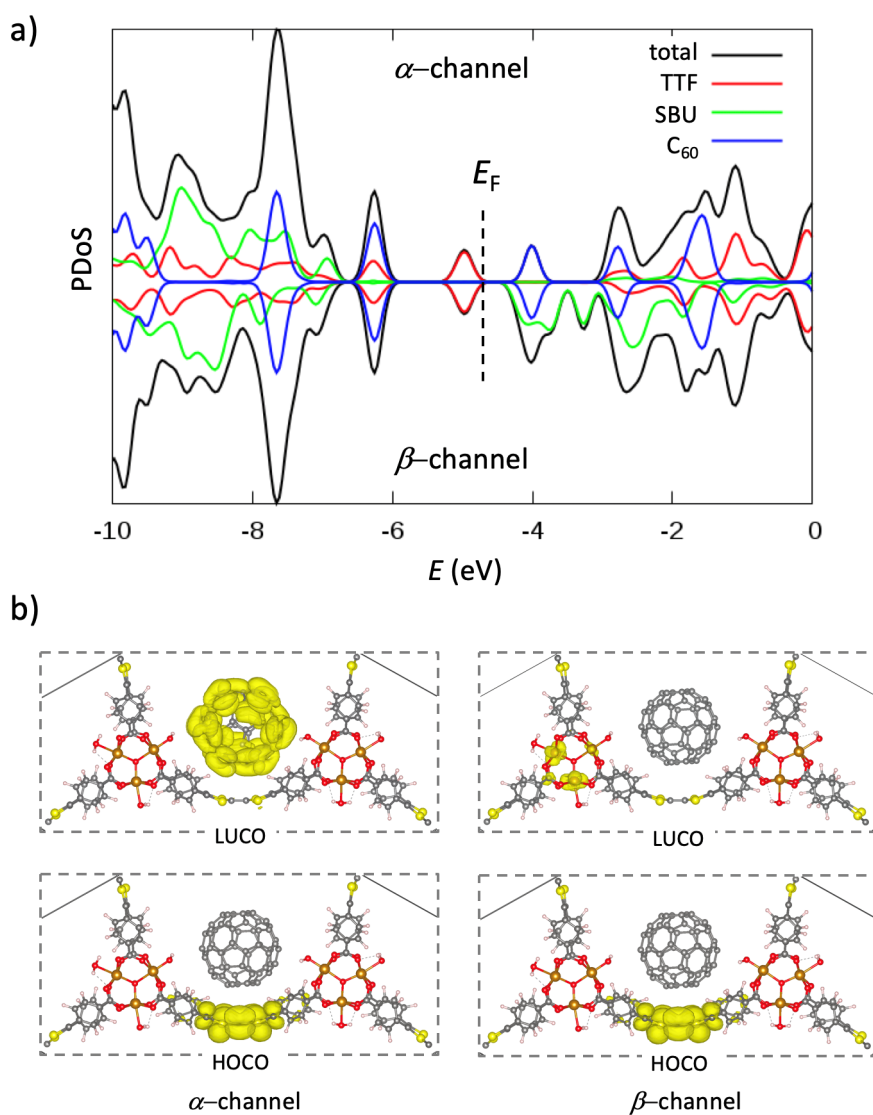 a)
α–channel
total
TTF
SBU
C₆₀
E_F
PDoS
β–channel
-10 -8 -6 -4 -2 0
E (eV)
b)
LUCO LUCO
HOCO HOCO
α–channel β–channel